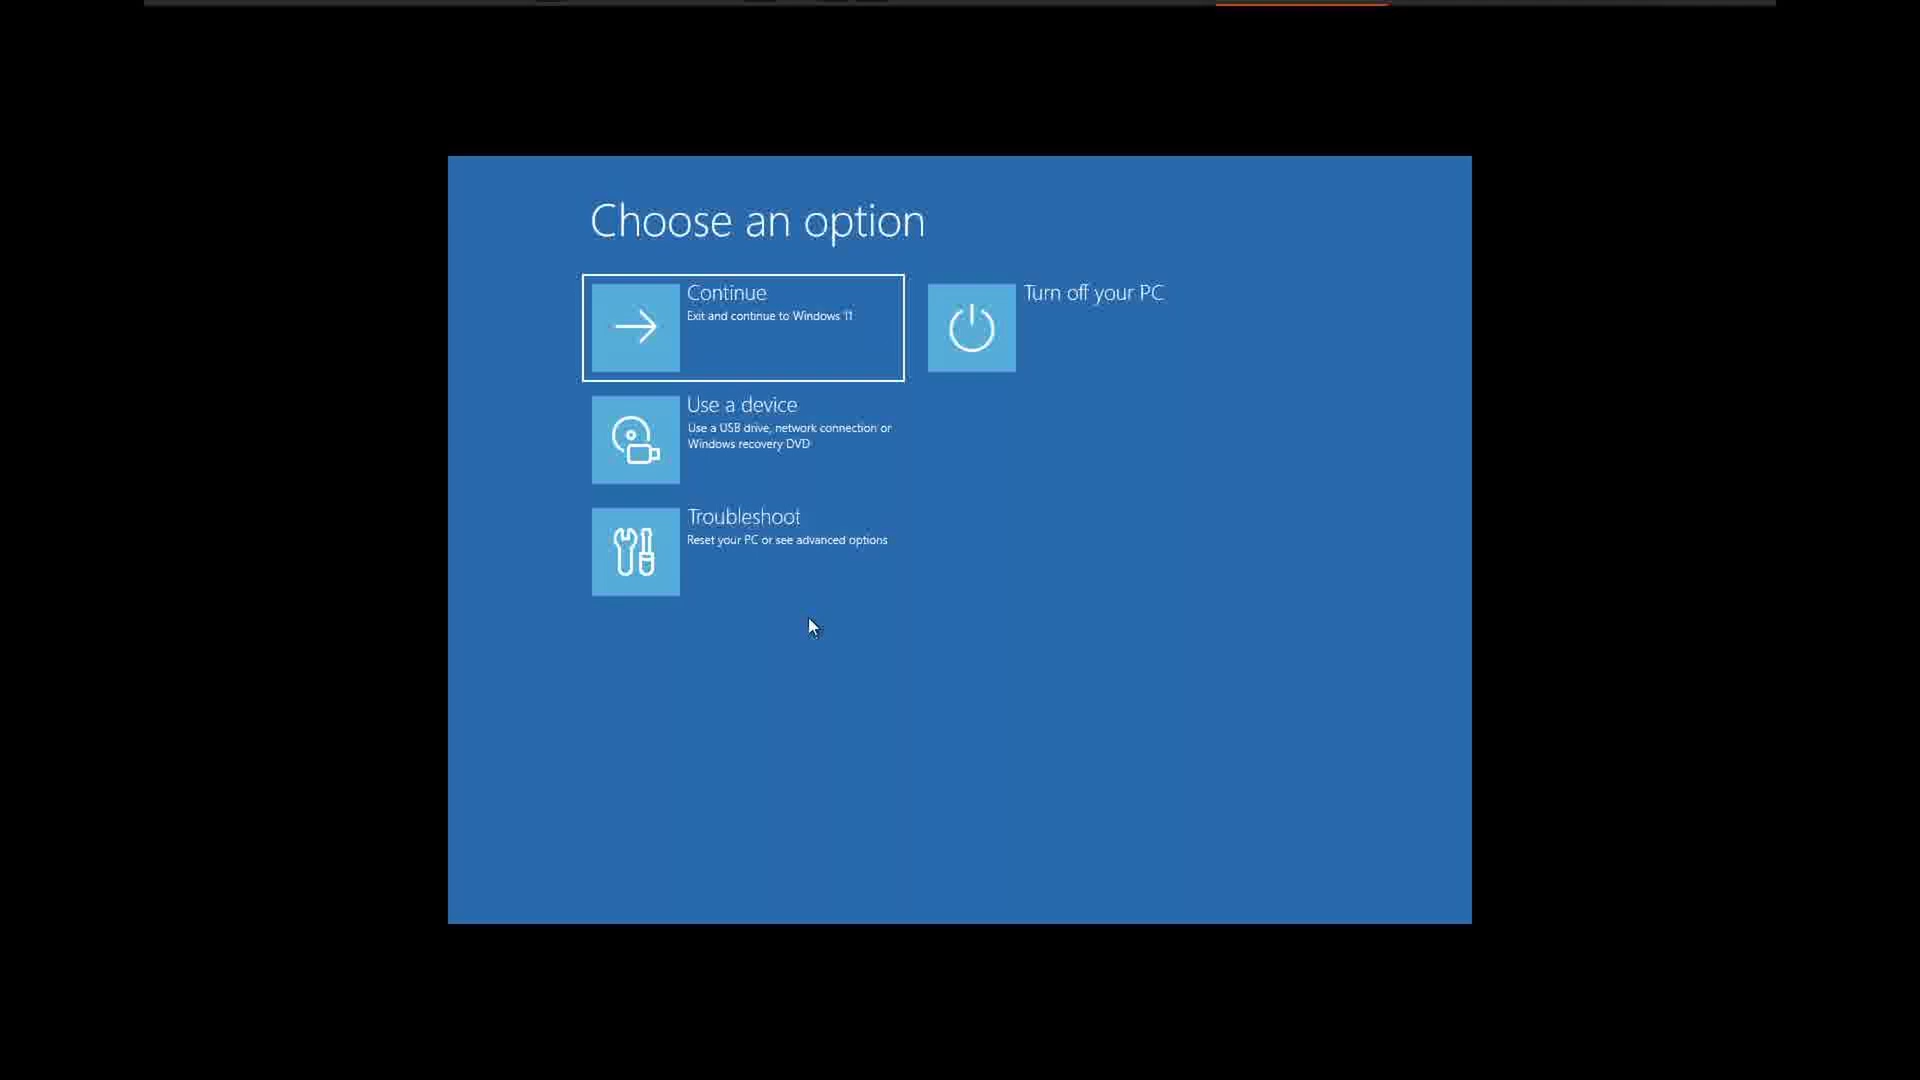 Choose an option
Continue
Exit and continue to Windows 11
Turn off your PC
Use a device
Use a USB drive, network connection or
Windows recovery DVD
Troubleshoot
Reset your PC or see advanced options